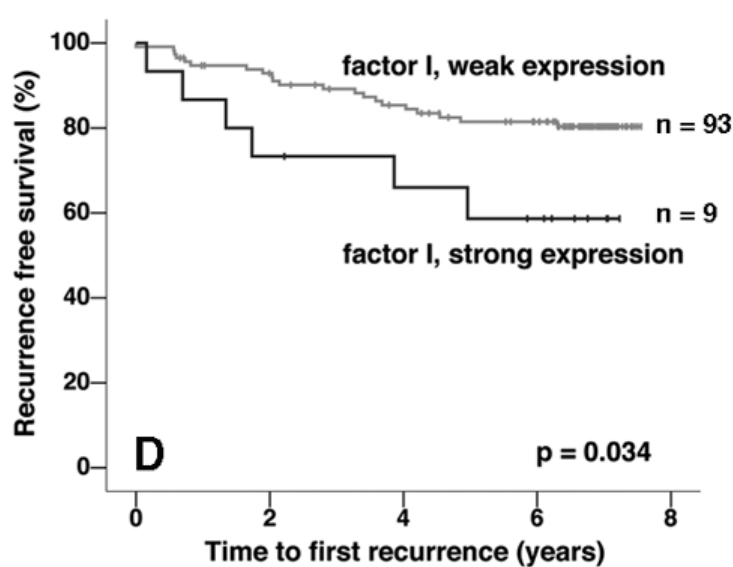 Recurrence free survival (%)
100
80
60
40
20
0
factor I, weak expression
n = 93
n = 9
factor I, strong expression
D
p = 0.034
0 2 4 6 8
Time to first recurrence (years)